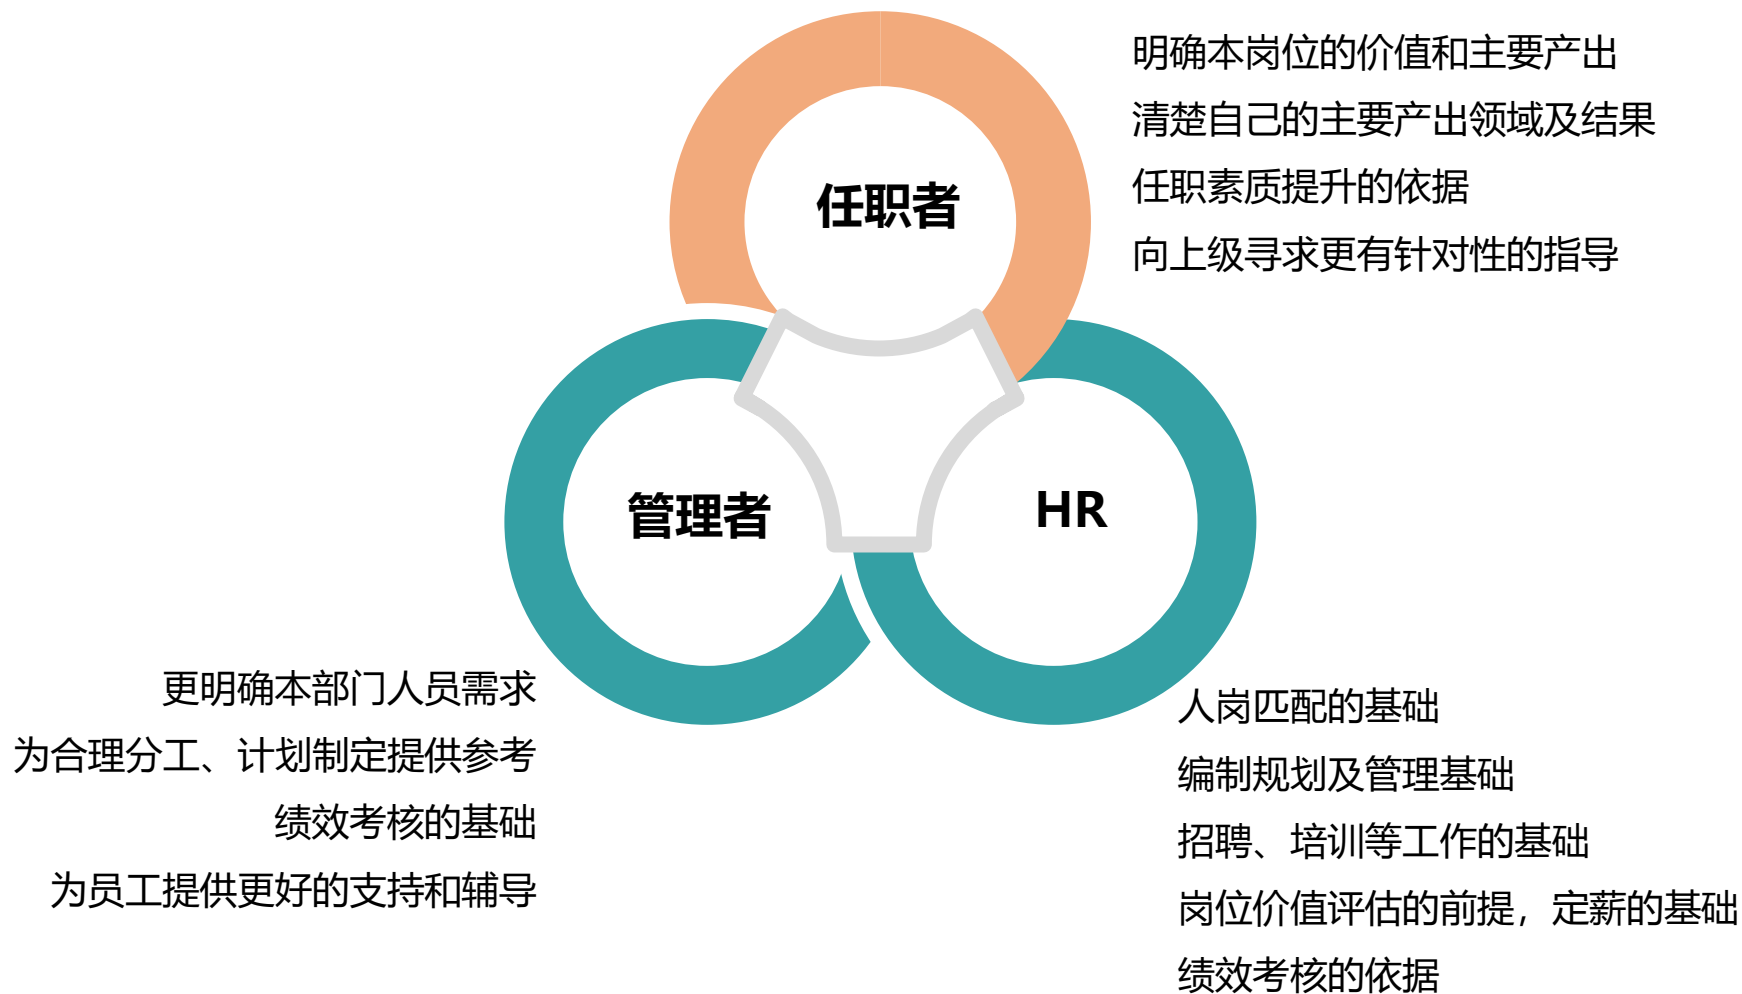 任职者
明确本岗位的价值和主要产出
清楚自己的主要产出领域及结果
任职素质提升的依据
向上级寻求更有针对性的指导
管理者
更明确本部门人员需求
为合理分工、计划制定提供参考
绩效考核的基础
为员工提供更好的支持和辅导
HR
人岗匹配的基础
编制规划及管理基础
招聘、培训等工作的基础
岗位价值评估的前提，定薪的基础
绩效考核的依据